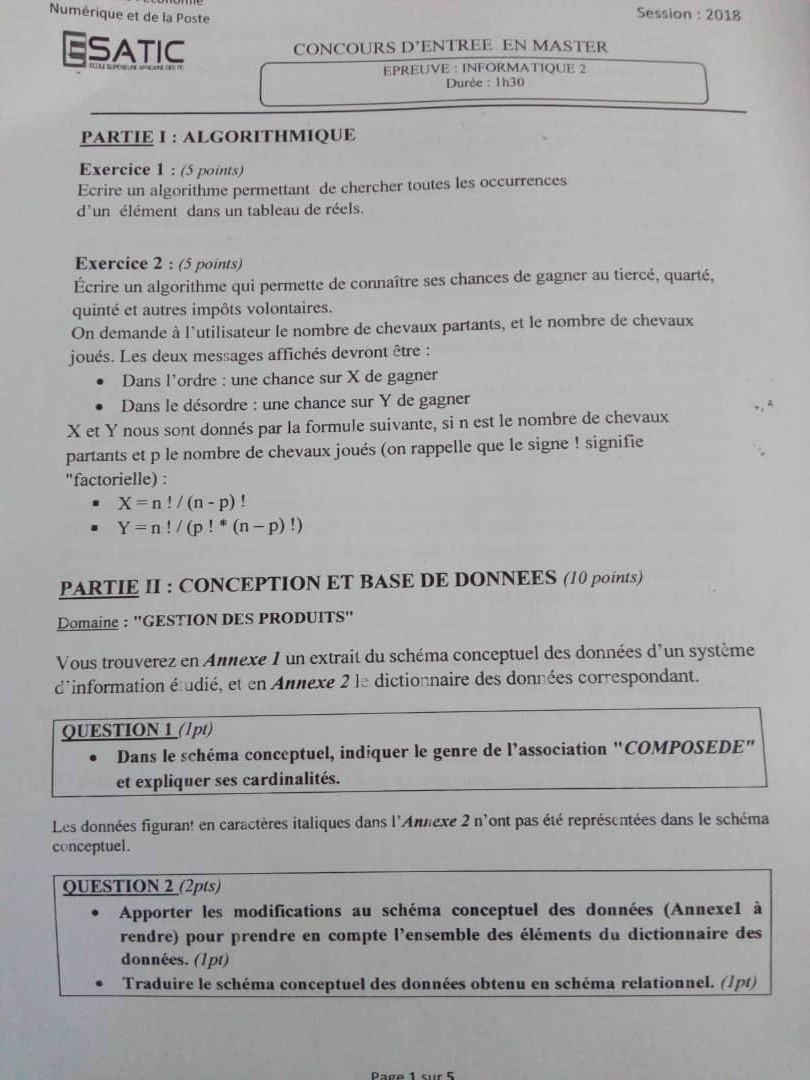 Numérique et de la Poste
Session : 2018
ESATIC
ECOLE SUPERIEURE AFRICAINE DES TIC
CONCOURS D'ENTREE EN MASTER
EPREUVE : INFORMATIQUE 2
Durée : 1h30
PARTIE I : ALGORITHMIQUE
Exercice 1 : (5 points)
Ecrire un algorithme permettant de chercher toutes les occurrences
d'un élément dans un tableau de réels.
Exercice 2 : (5 points)
Écrire un algorithme qui permette de connaître ses chances de gagner au tiercé, quarté,
quinté et autres impôts volontaires.
On demande à l'utilisateur le nombre de chevaux partants, et le nombre de chevaux
joués. Les deux messages affichés devront être :
• Dans l'ordre : une chance sur X de gagner
• Dans le désordre : une chance sur Y de gagner
X et Y nous sont donnés par la formule suivante, si n est le nombre de chevaux
partants et p le nombre de chevaux joués (on rappelle que le signe ! signifie
"factorielle) :
▪ X = n ! / (n - p) !
▪ Y = n ! / (p ! * (n – p) !)
PARTIE II : CONCEPTION ET BASE DE DONNEES (10 points)
Domaine : "GESTION DES PRODUITS"
Vous trouverez en Annexe 1 un extrait du schéma conceptuel des données d'un système
d'information étudié, et en Annexe 2 le dictionnaire des données correspondant.
QUESTION 1 (1pt)
• Dans le schéma conceptuel, indiquer le genre de l'association "COMPOSEDE"
et expliquer ses cardinalités.
Les données figurant en caractères italiques dans l'Annexe 2 n'ont pas été représentées dans le schéma
conceptuel.
QUESTION 2 (2pts)
• Apporter les modifications au schéma conceptuel des données (Annexe1 à
rendre) pour prendre en compte l'ensemble des éléments du dictionnaire des
données. (1pt)
• Traduire le schéma conceptuel des données obtenu en schéma relationnel. (1pt)
Page 1 sur 5